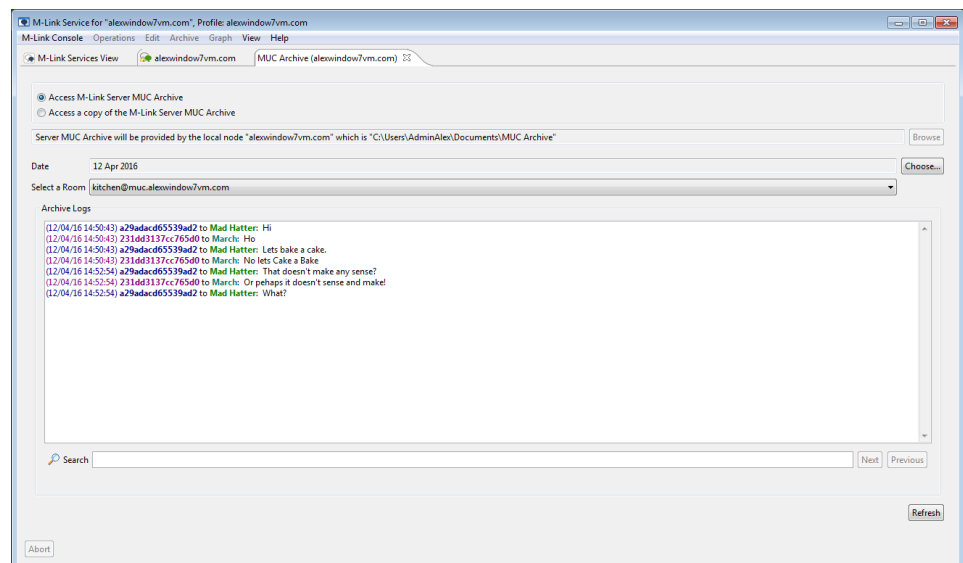 M-Link Service for "alexwindow7vm.com", Profile: alexwindow7vm.com
M-Link Console Operations Edit Archive Graph View Help
M-Link Services View alexwindow7vm.com MUC Archive (alexwindow7vm.com)
Access M-Link Server MUC Archive
Access a copy of the M-Link Server MUC Archive
Server MUC Archive will be provided by the local node "alexwindow7vm.com" which is "C:\Users\AdminAlex\Documents\MUC Archive" Browse
Date 12 Apr 2016 Choose...
Select a Room kitchen@muc.alexwindow7vm.com
Archive Logs
(12/04/16 14:50:43) a29adacd65539ad2 to Mad Hatter: Hi
(12/04/16 14:50:43) 231dd3137cc765d0 to March: Ho
(12/04/16 14:50:43) a29adacd65539ad2 to Mad Hatter: Lets bake a cake.
(12/04/16 14:50:43) 231dd3137cc765d0 to March: No lets Cake a Bake
(12/04/16 14:52:54) a29adacd65539ad2 to Mad Hatter: That doesn't make any sense?
(12/04/16 14:52:54) 231dd3137cc765d0 to March: Or pehaps it doesn't sense and make!
(12/04/16 14:52:54) a29adacd65539ad2 to Mad Hatter: What?
Search Next Previous
Refresh
Abort